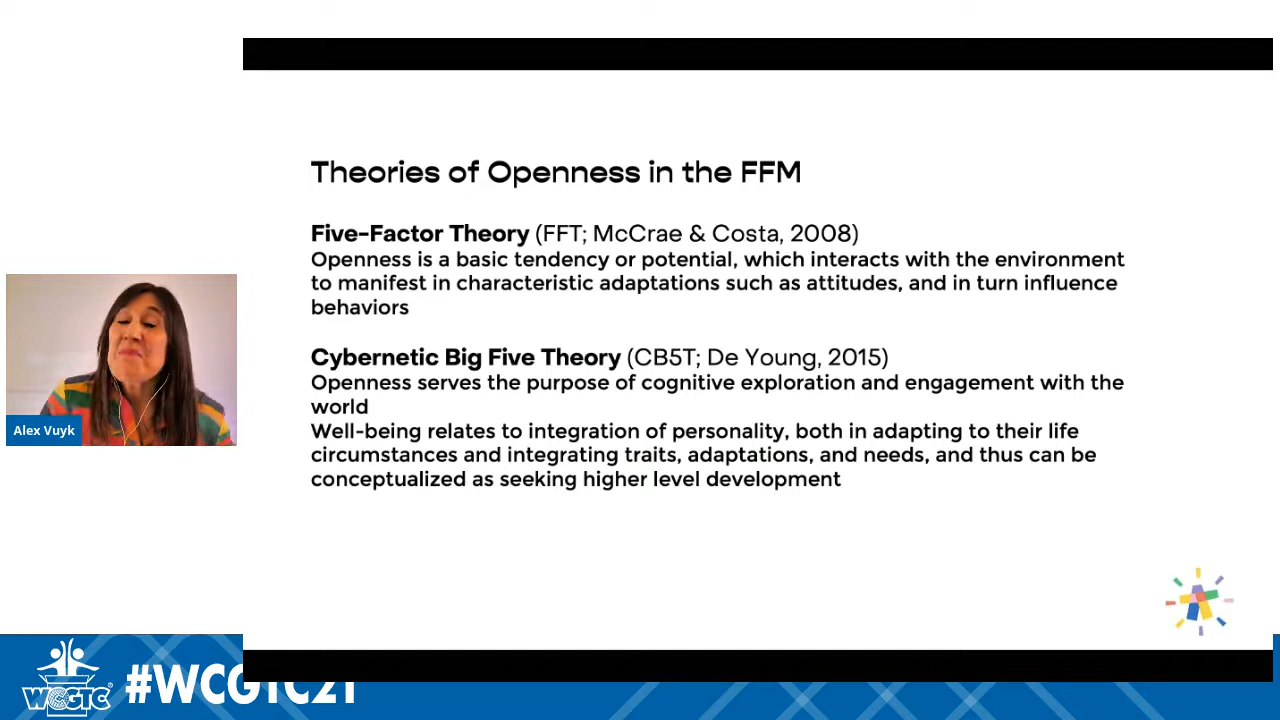 Theories of Openness in the FFM
Five-Factor Theory (FFT; McCrae & Costa, 2008)
Openness is a basic tendency or potential, which interacts with the environment
to manifest in characteristic adaptations such as attitudes, and in turn influence
behaviors
Cybernetic Big Five Theory (CB5T; De Young, 2015)
Openness serves the purpose of cognitive exploration and engagement with the
world
Well-being relates to integration of personality, both in adapting to their life
circumstances and integrating traits, adaptations, and needs, and thus can be
conceptualized as seeking higher level development
Alex Vuyk
WCGTC®
#WCGTC21